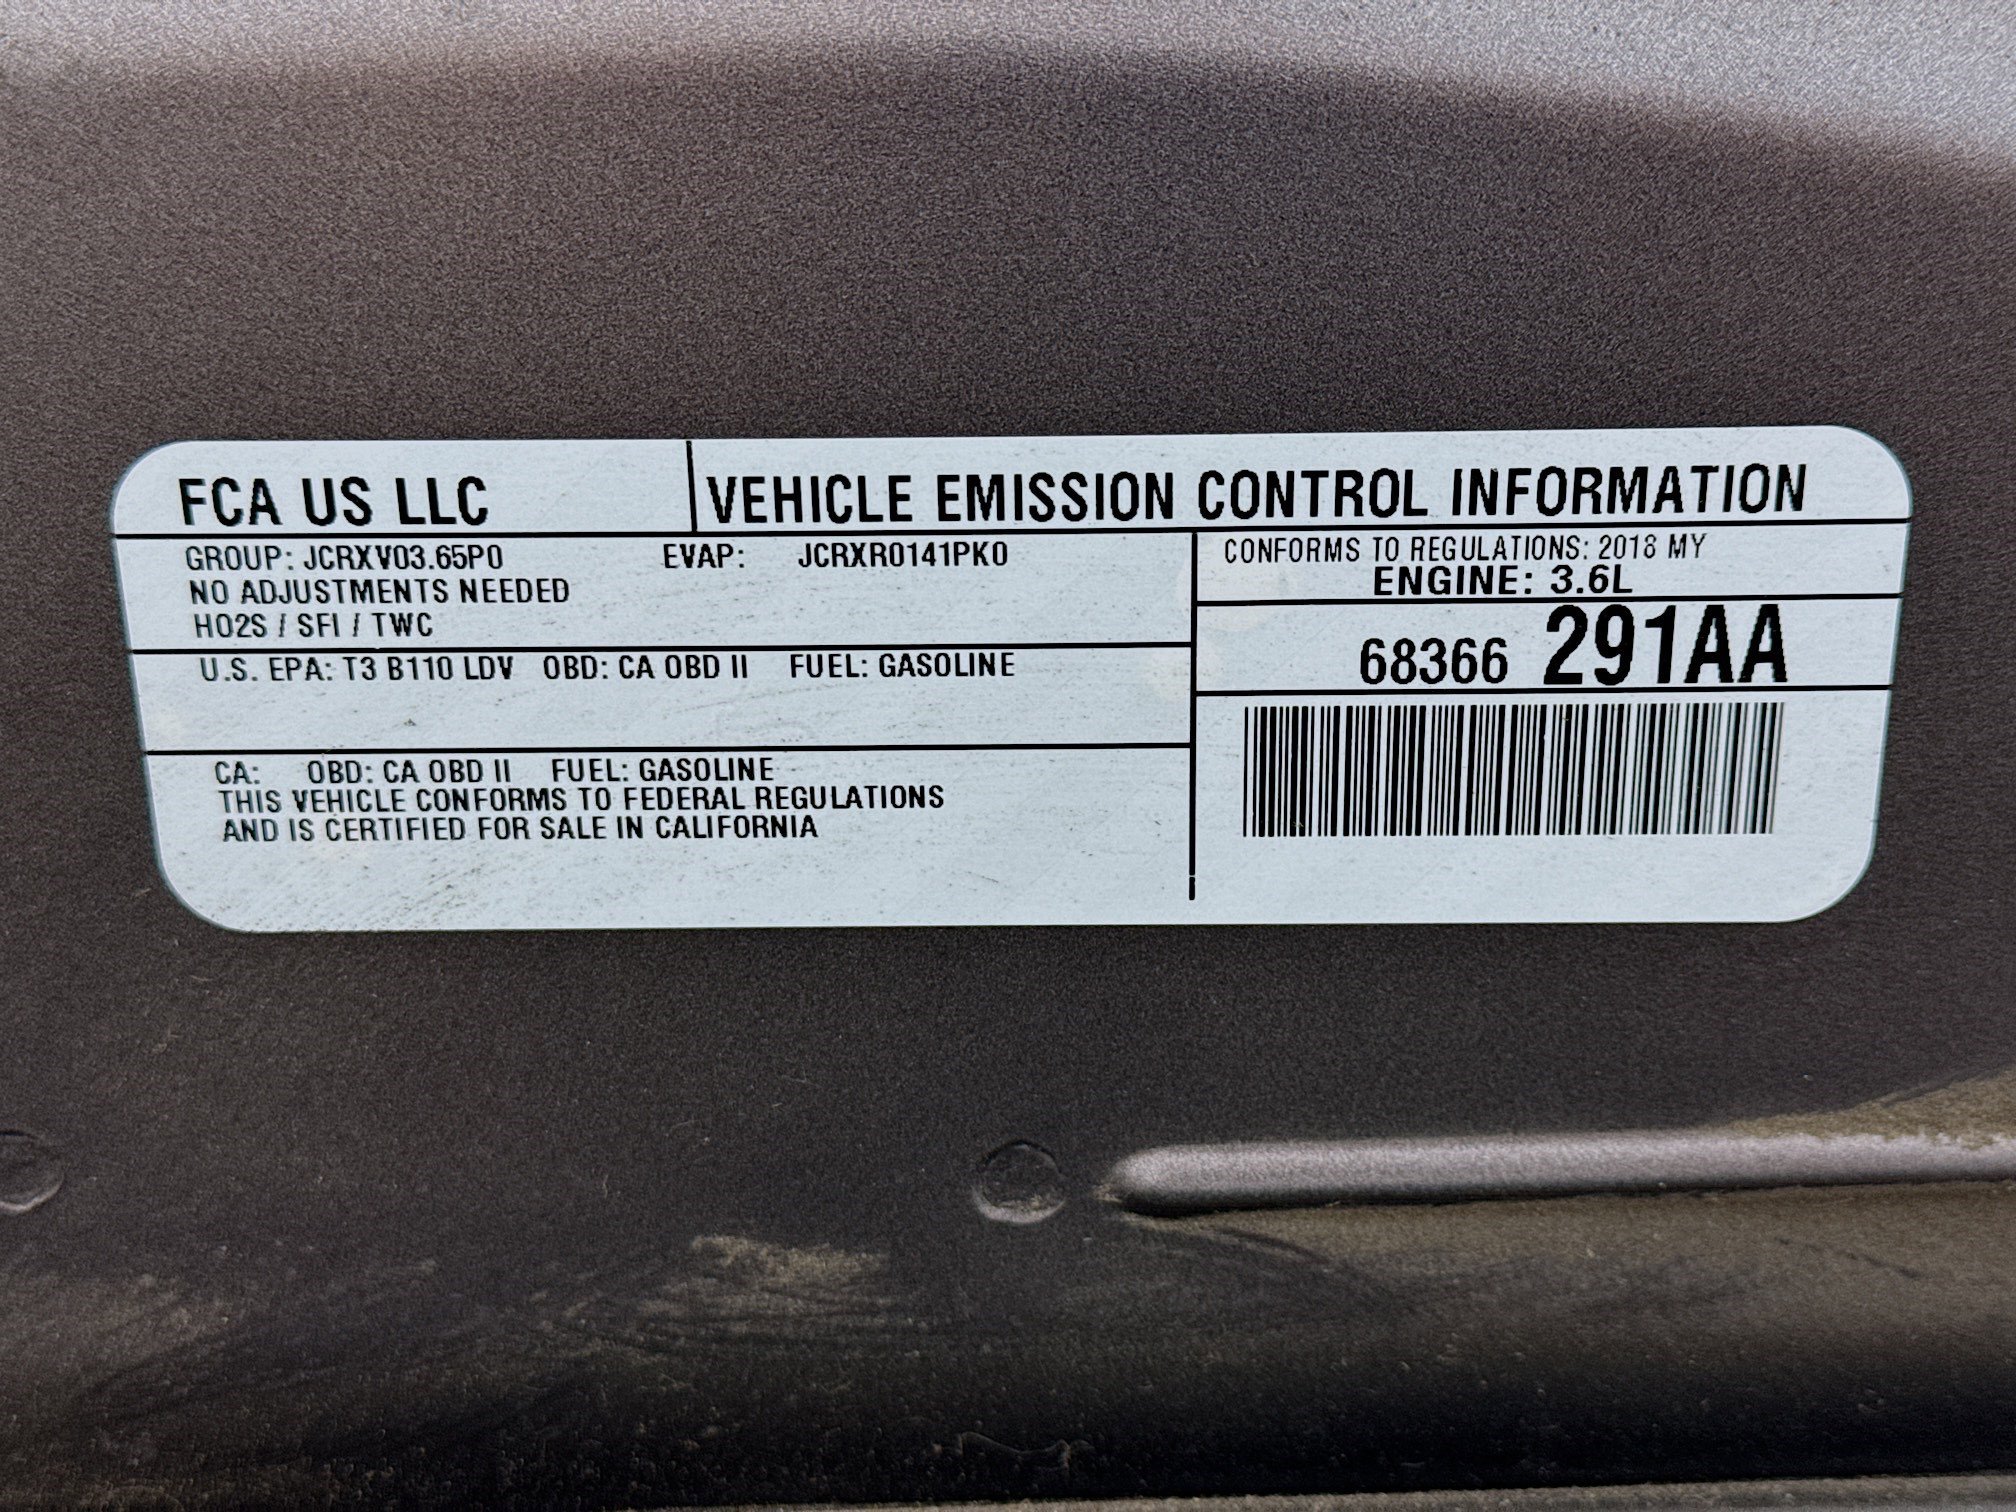 FCA US LLC
VEHICLE EMISSION CONTROL INFORMATION
GROUP: JCRXV03.65P0 EVAP: JCRXR0141PK0
NO ADJUSTMENTS NEEDED
HO2S / SFI / TWC
U.S. EPA: T3 B110 LDV OBD: CA OBD II FUEL: GASOLINE
CA: OBD: CA OBD II FUEL: GASOLINE
THIS VEHICLE CONFORMS TO FEDERAL REGULATIONS
AND IS CERTIFIED FOR SALE IN CALIFORNIA
CONFORMS TO REGULATIONS: 2018 MY
ENGINE: 3.6L
68366 291AA